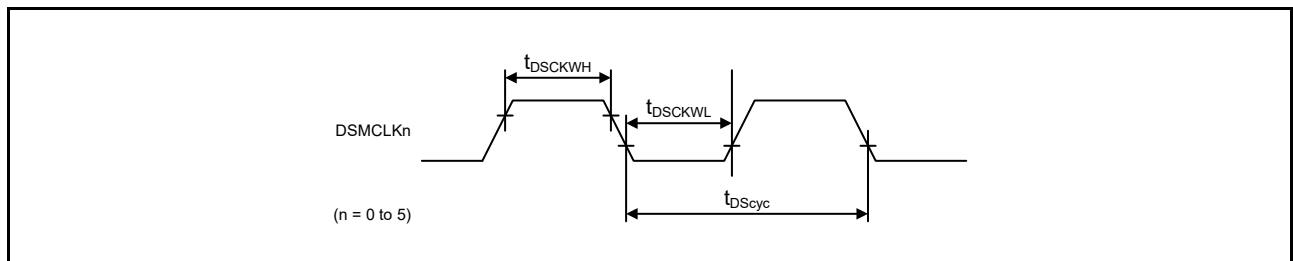 tDSCKWH
tDSCKWL
DSMCLKn
tDScyc
(n = 0 to 5)